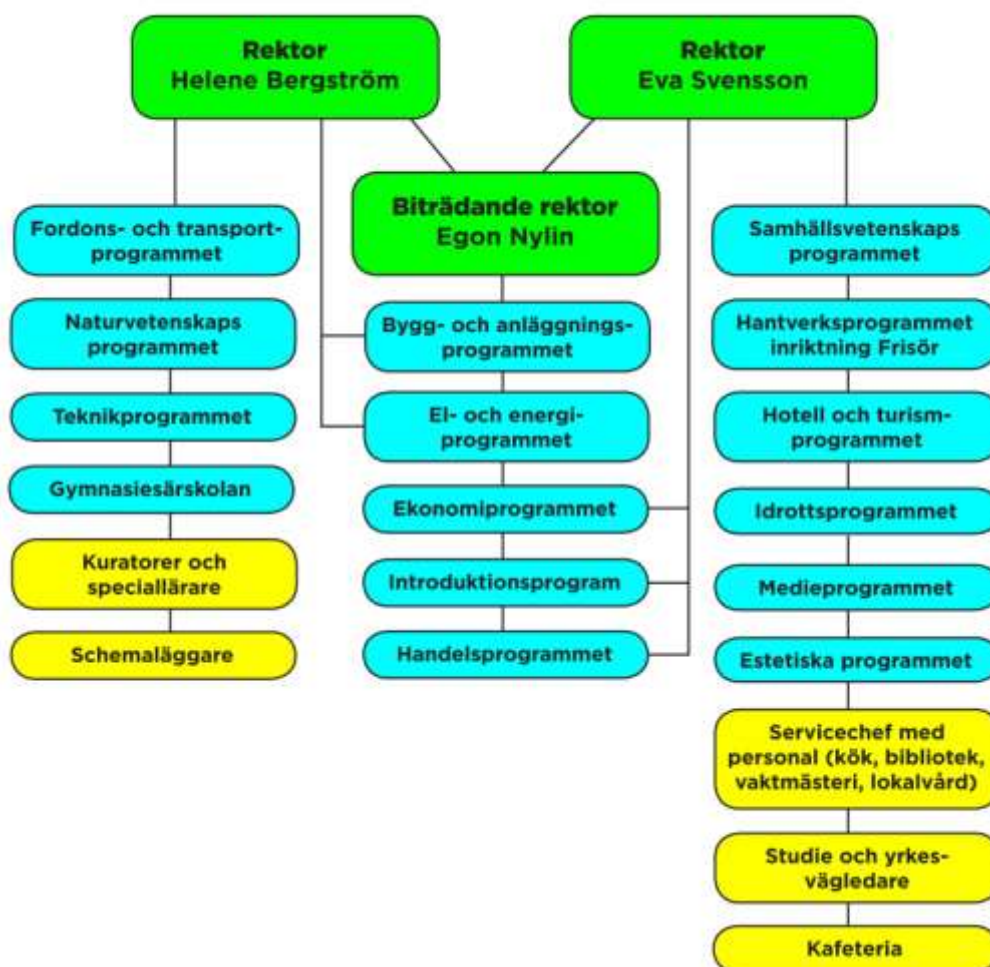 Rektor
Helene Bergström
Rektor
Eva Svensson
Biträdande rektor
Egon Nylin
Fordons- och transport-
programmet
Naturvetenskaps
programmet
Teknikprogrammet
Gymnasiesärskolan
Kuratorer och
speciallärare
Schemaläggare
Bygg- och anläggnings-
programmet
El- och energi-
programmet
Ekonomiprogrammet
Introduktionsprogram
Handelsprogrammet
Samhällsvetenskaps
programmet
Hantverksprogrammet
inriktning Frisör
Hotell och turism-
programmet
Idrottsprogrammet
Medieprogrammet
Estetiska programmet
Servicechef med
personal (kök, bibliotek,
vaktmästeri, lokalvård)
Studie och yrkes-
vägledare
Kafeteria